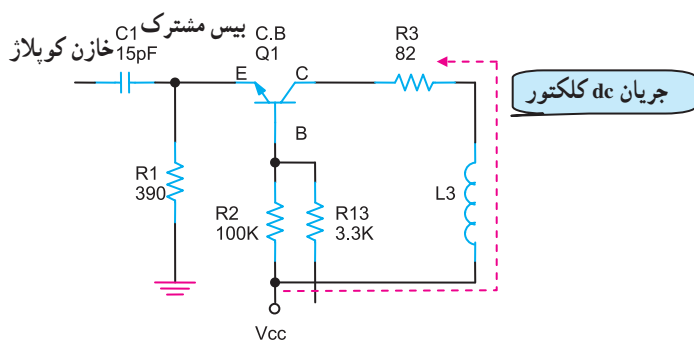 بیس مشترک
خازن کوپلاژ
C1
15pF
C.B
Q1
E
C
B
R3
82
جریان dc کلکتور
R1
390
R2
100K
R13
3.3K
L3
Vcc